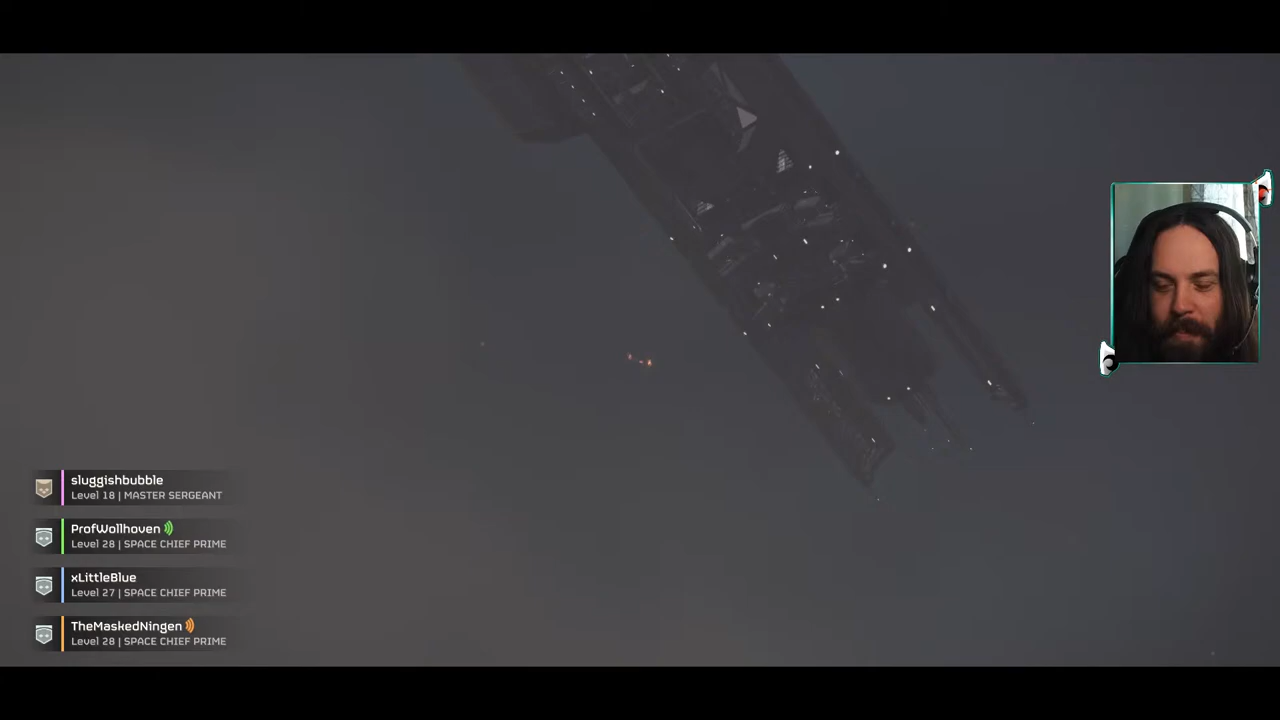 sluggishbubble
Level 18 | MASTER SERGEANT
ProfWollhoven
Level 28 | SPACE CHIEF PRIME
xLittleBlue
Level 27 | SPACE CHIEF PRIME
TheMaskedNingen
Level 28 | SPACE CHIEF PRIME